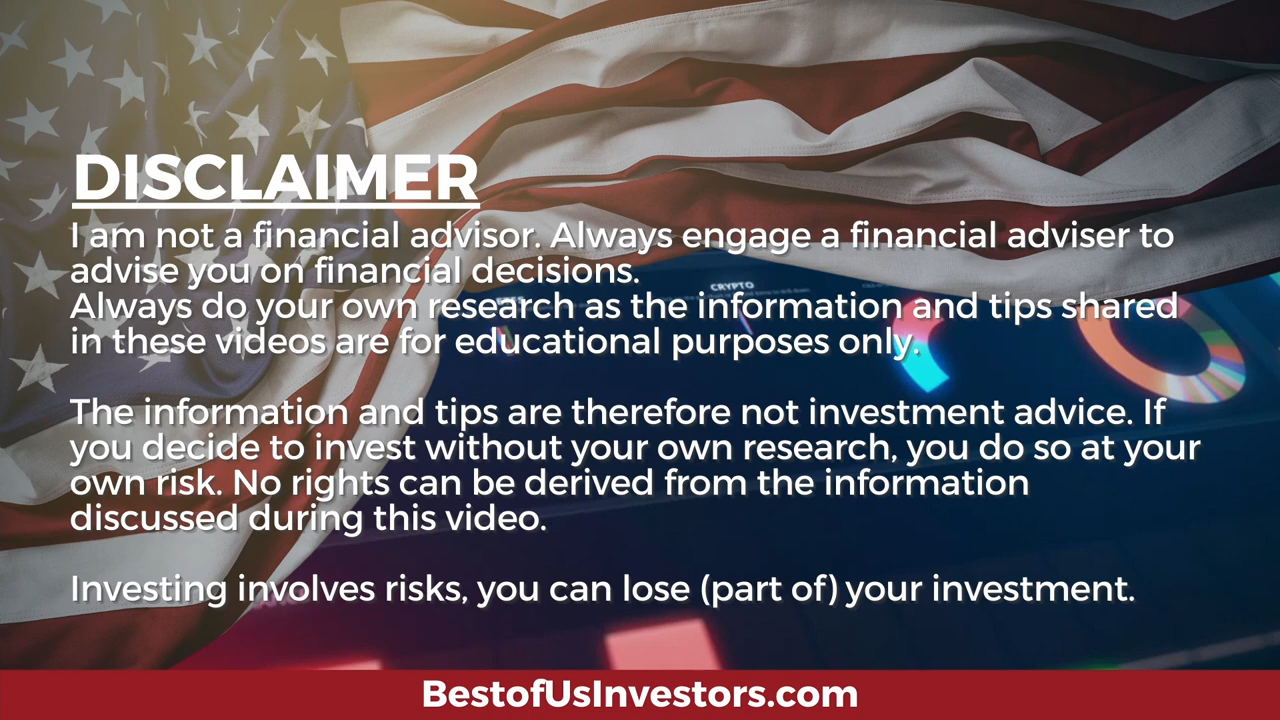 DISCLAIMER
I am not a financial advisor. Always engage a financial adviser to
advise you on financial decisions.
CRYPTO
Always do your own research as the information and tips shared
in these videos are for educational purposes only.
The information and tips are therefore not investment advice. If
you decide to invest without your own research, you do so at your
own risk. No rights can be derived from the information
discussed during this video.
Investing involves risks, you can lose (part of) your investment.
BestofUsInvestors.com